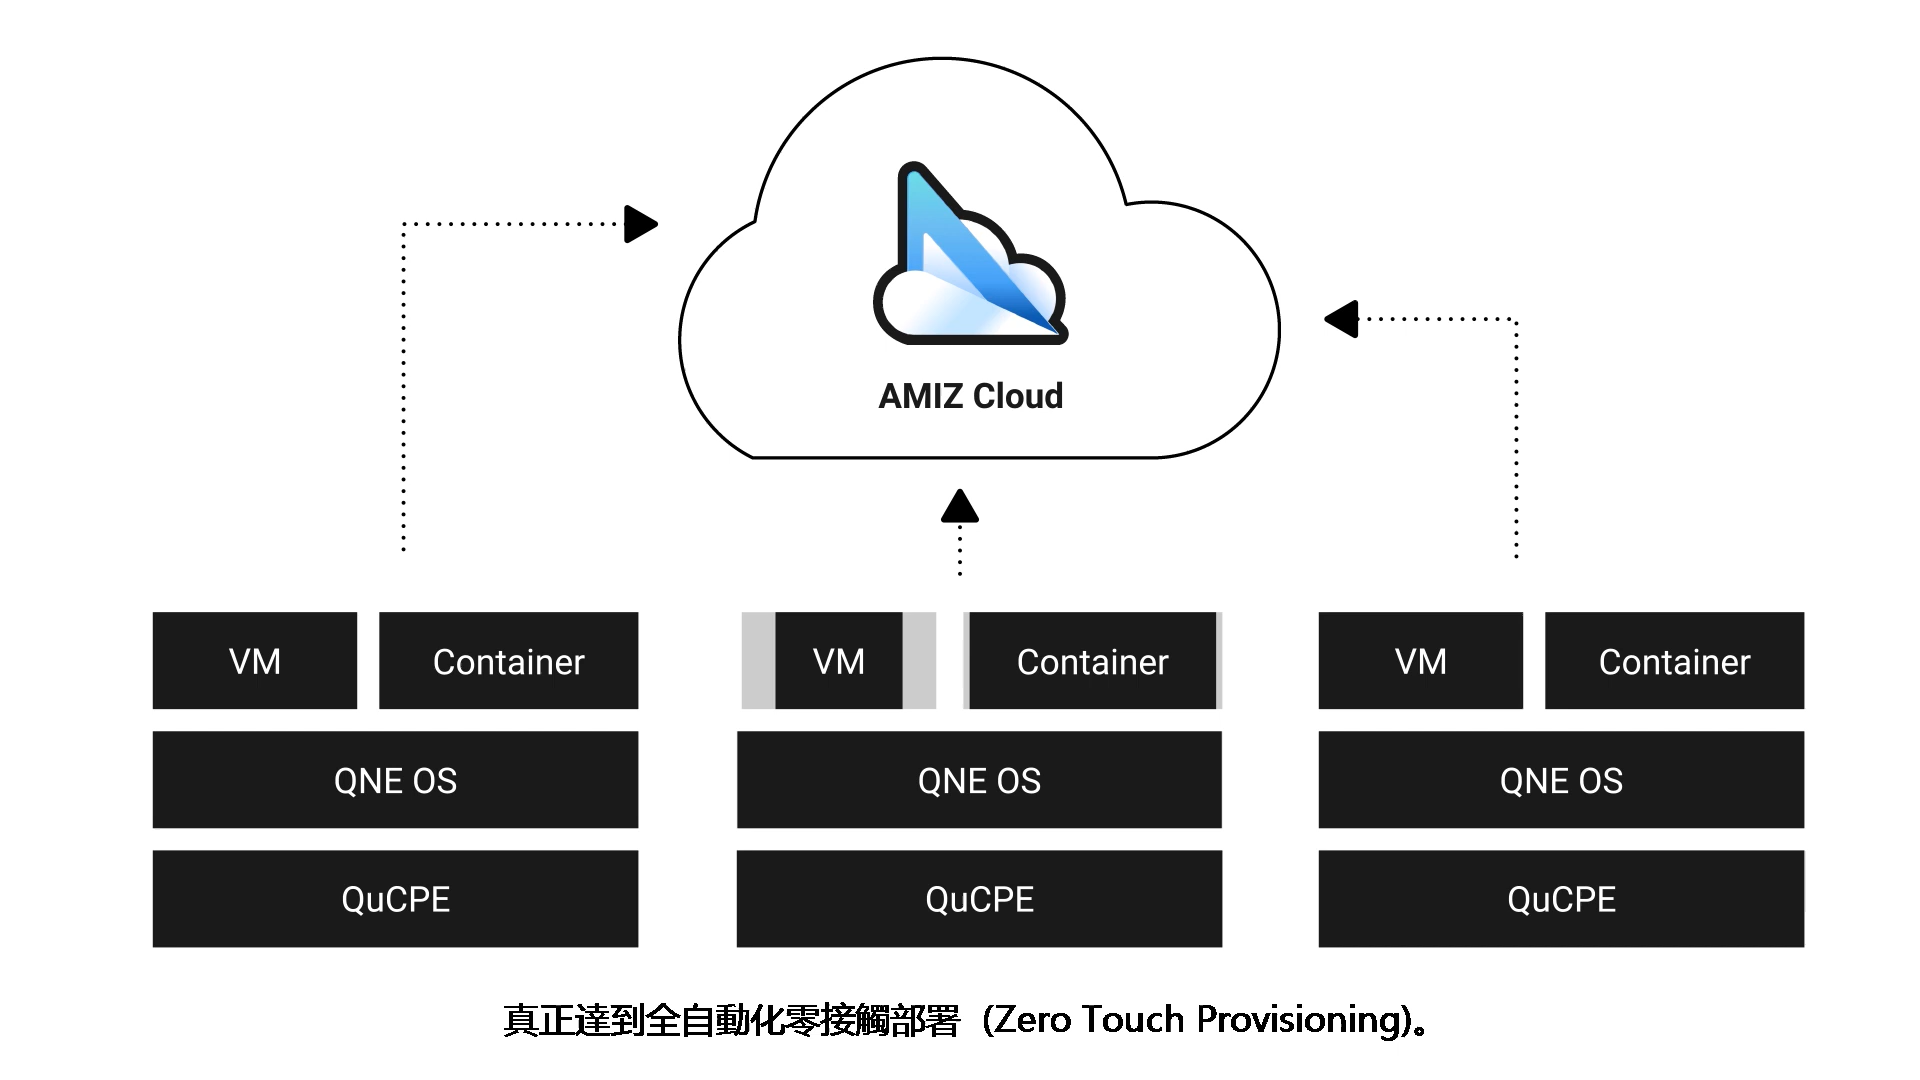 AMIZ Cloud
VM
Container
VM
Container
VM
Container
QNE OS
QNE OS
QNE OS
QuCPE
QuCPE
QuCPE
真正達到全自動化零接觸部署 (Zero Touch Provisioning)。